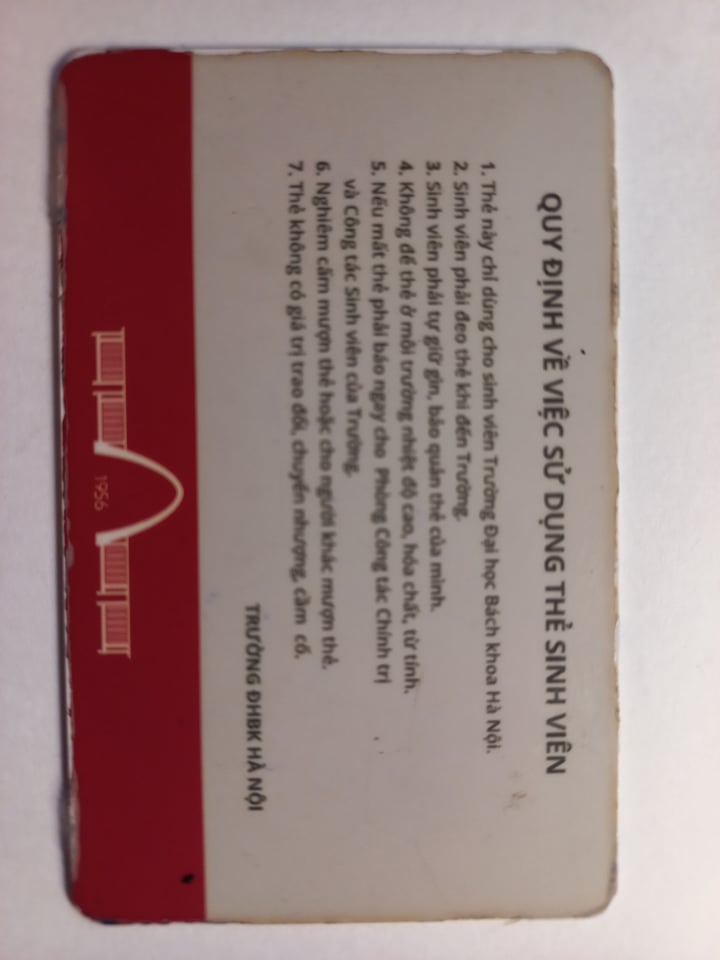 QUY ĐỊNH VỀ VIỆC SỬ DỤNG THẺ SINH VIÊN
1. Thẻ này chỉ dùng cho sinh viên Trường Đại học Bách khoa Hà Nội.
2. Sinh viên phải đeo thẻ khi đến Trường.
3. Sinh viên phải tự giữ gìn, bảo quản thẻ của mình.
4. Không để thẻ ở môi trường nhiệt độ cao, hóa chất, từ tính.
5. Nếu mất thẻ phải báo ngay cho Phòng Công tác Chính trị
và Công tác Sinh viên của Trường.
6. Nghiêm cấm mượn thẻ hoặc cho người khác mượn thẻ.
7. Thẻ không có giá trị trao đổi, chuyển nhượng, cầm cố.
TRƯỜNG ĐHBK HÀ NỘI
1956